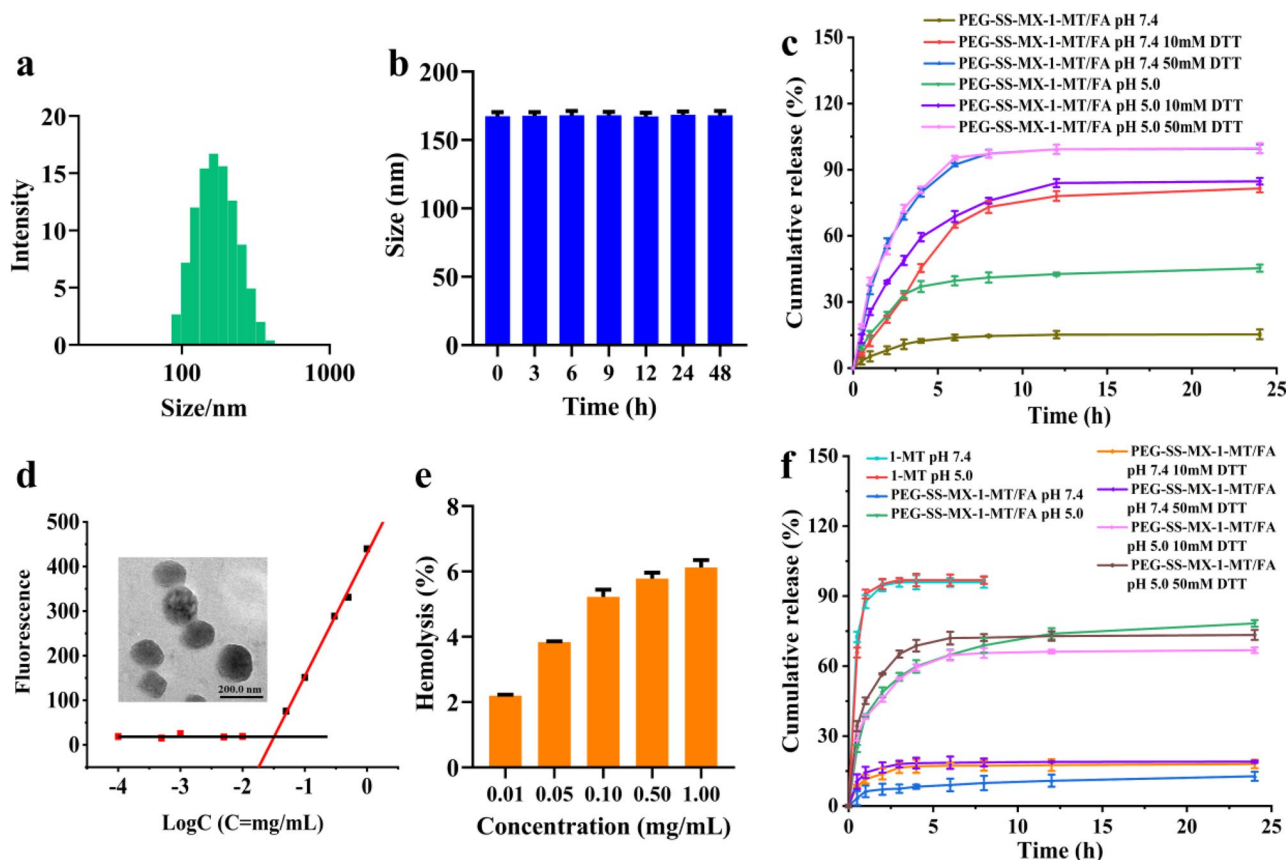 a
20
15
10
5
0
Intensity
100
1000
Size/nm
b
200
150
100
50
0
Size (nm)
0 3 6 9 12 24 48
Time (h)
c
PEG-SS-MX-1-MT/FA pH 7.4
PEG-SS-MX-1-MT/FA pH 7.4 10mM DTT
PEG-SS-MX-1-MT/FA pH 7.4 50mM DTT
PEG-SS-MX-1-MT/FA pH 5.0
PEG-SS-MX-1-MT/FA pH 5.0 10mM DTT
PEG-SS-MX-1-MT/FA pH 5.0 50mM DTT
150
120
90
60
30
0
Cumulative release (%)
0 5 10 15 20 25
Time (h)
d
500
400
300
200
100
0
Fluorescence
200.0 nm
-4 -3 -2 -1 0
LogC (C=mg/mL)
e
8
6
4
2
0
Hemolysis (%)
0.01 0.05 0.10 0.50 1.00
Concentration (mg/mL)
f
1-MT pH 7.4
1-MT pH 5.0
PEG-SS-MX-1-MT/FA pH 7.4
PEG-SS-MX-1-MT/FA pH 5.0
PEG-SS-MX-1-MT/FA
pH 7.4 10mM DTT
PEG-SS-MX-1-MT/FA
pH 7.4 50mM DTT
PEG-SS-MX-1-MT/FA
pH 5.0 10mM DTT
PEG-SS-MX-1-MT/FA
pH 5.0 50mM DTT
150
120
90
60
30
0
Cumulative release (%)
0 5 10 15 20 25
Time (h)